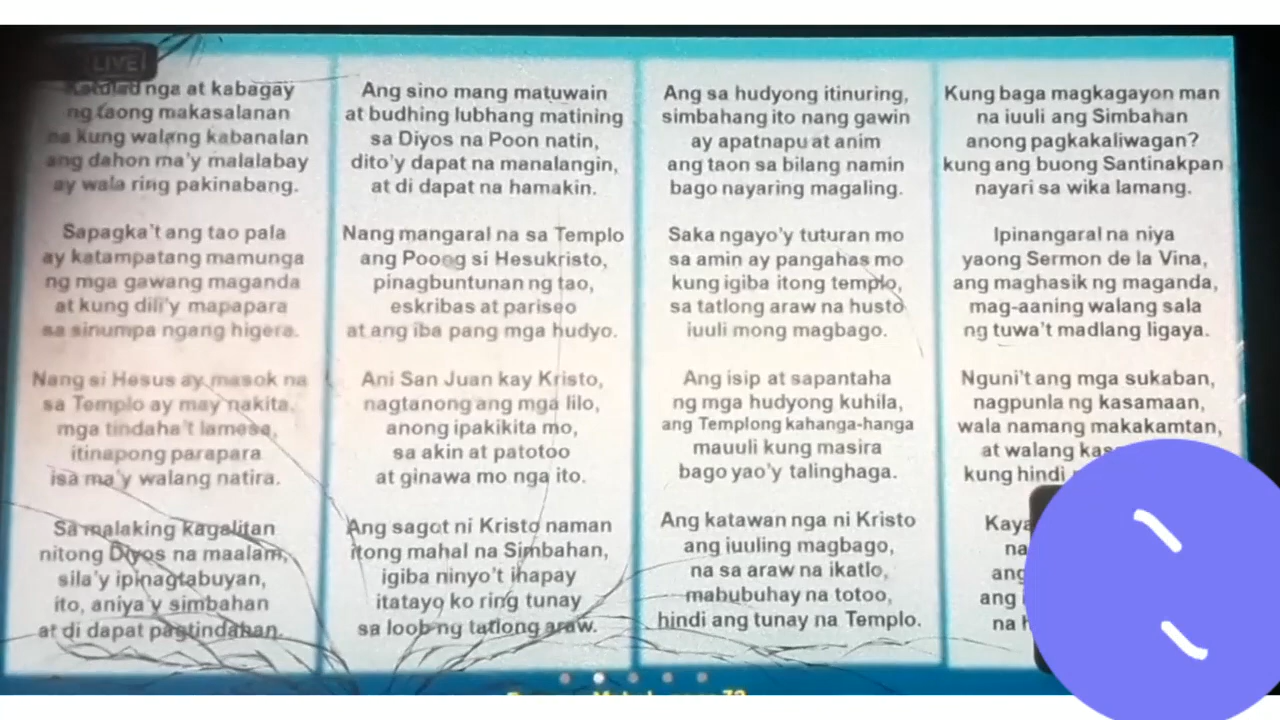 LIVE
Katulad nga at kabagay
ng taong makasalanan
na kung walang kabanalan
ang dahon ma'y malalabay
ay wala ring pakinabang.
Sapagka't ang tao pala
ay katampatang mamunga
ng mga gawang maganda
at kung dili'y mapapara
sa sinumpa ngang higera.
Nang si Hesus ay masok na
sa Templo ay may nakita.
mga tindaha't lamesa,
itinapong parapara
isa ma'y walang natira.
Sa malaking kagalitan
nitong Diyos na maalam,
sila'y ipinagtabuyan,
ito, aniya'y simbahan
at di dapat pagtindahan.
Ang sino mang matuwain
at budhing lubhang matining
sa Diyos na Poon natin,
dito'y dapat na manalangin,
at di dapat na hamakin.
Nang mangaral na sa Templo
ang Poong si Hesukristo,
pinagbuntunan ng tao,
eskribas at pariseo
at ang iba pang mga hudyo.
Ani San Juan kay Kristo,
nagtanong ang mga lilo,
anong ipakikita mo,
sa akin at patotoo
at ginawa mo nga ito.
Ang sagot ni Kristo naman
itong mahal na Simbahan,
igiba ninyo't ihapay
itatayo ko ring tunay
sa loob ng tatlong araw.
Ang sa hudyong itinuring,
simbahang ito nang gawin
ay apatnapu at anim
ang taon sa bilang namin
bago nayaring magaling.
Saka ngayo'y tuturan mo
sa amin ay pangahas mo
kung igiba itong templo,
sa tatlong araw na husto
iuuli mong magbago.
Ang isip at sapantaha
ng mga hudyong kuhila,
ang Templong kahanga-hanga
mauuli kung masira
bago yao'y talinghaga.
Ang katawan nga ni Kristo
ang iuuling magbago,
na sa araw na ikatlo,
mabubuhay na totoo,
hindi ang tunay na Templo.
Kung baga magkagayon man
na iuuli ang Simbahan
anong pagkakaliwagan?
kung ang buong Santinakpan
nayari sa wika lamang.
Ipinangaral na niya
yaong Sermon de la Vina,
ang maghasik ng maganda,
mag-aaning walang sala
ng tuwa't madlang ligaya.
Nguni't ang mga sukaban,
nagpunla ng kasamaan,
wala namang makakamtan,
at walang
kung hindi
Kaya
na
ang
ang
na